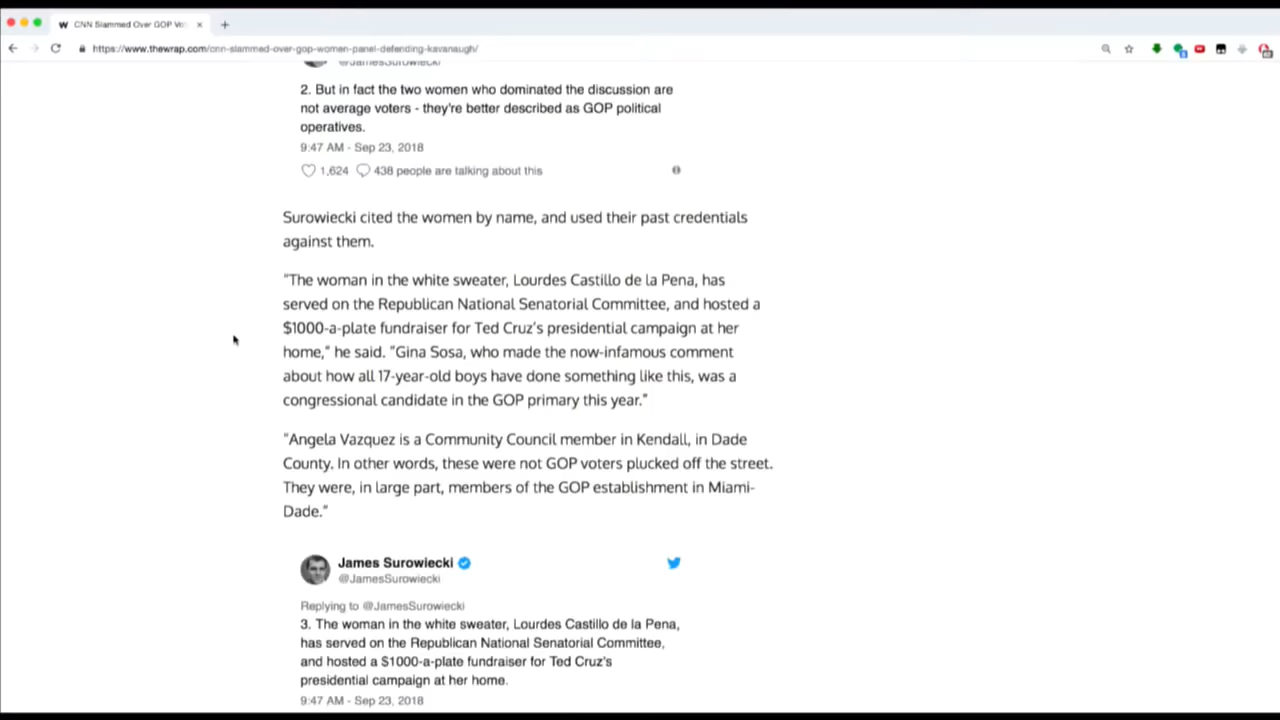 CNN Slammed Over GOP Vo
https://www.thewrap.com/cnn-slammed-over-gop-women-panel-defending-kavanaugh/
@JamesSurowiecki
2. But in fact the two women who dominated the discussion are
not average voters - they're better described as GOP political
operatives.
9:47 AM - Sep 23, 2018
1,624 438 people are talking about this
Surowiecki cited the women by name, and used their past credentials
against them.
“The woman in the white sweater, Lourdes Castillo de la Pena, has
served on the Republican National Senatorial Committee, and hosted a
$1000-a-plate fundraiser for Ted Cruz’s presidential campaign at her
home,” he said. “Gina Sosa, who made the now-infamous comment
about how all 17-year-old boys have done something like this, was a
congressional candidate in the GOP primary this year.”
“Angela Vazquez is a Community Council member in Kendall, in Dade
County. In other words, these were not GOP voters plucked off the street.
They were, in large part, members of the GOP establishment in Miami-
Dade.”
James Surowiecki
@JamesSurowiecki
Replying to @JamesSurowiecki
3. The woman in the white sweater, Lourdes Castillo de la Pena,
has served on the Republican National Senatorial Committee,
and hosted a $1000-a-plate fundraiser for Ted Cruz's
presidential campaign at her home.
9:47 AM - Sep 23, 2018